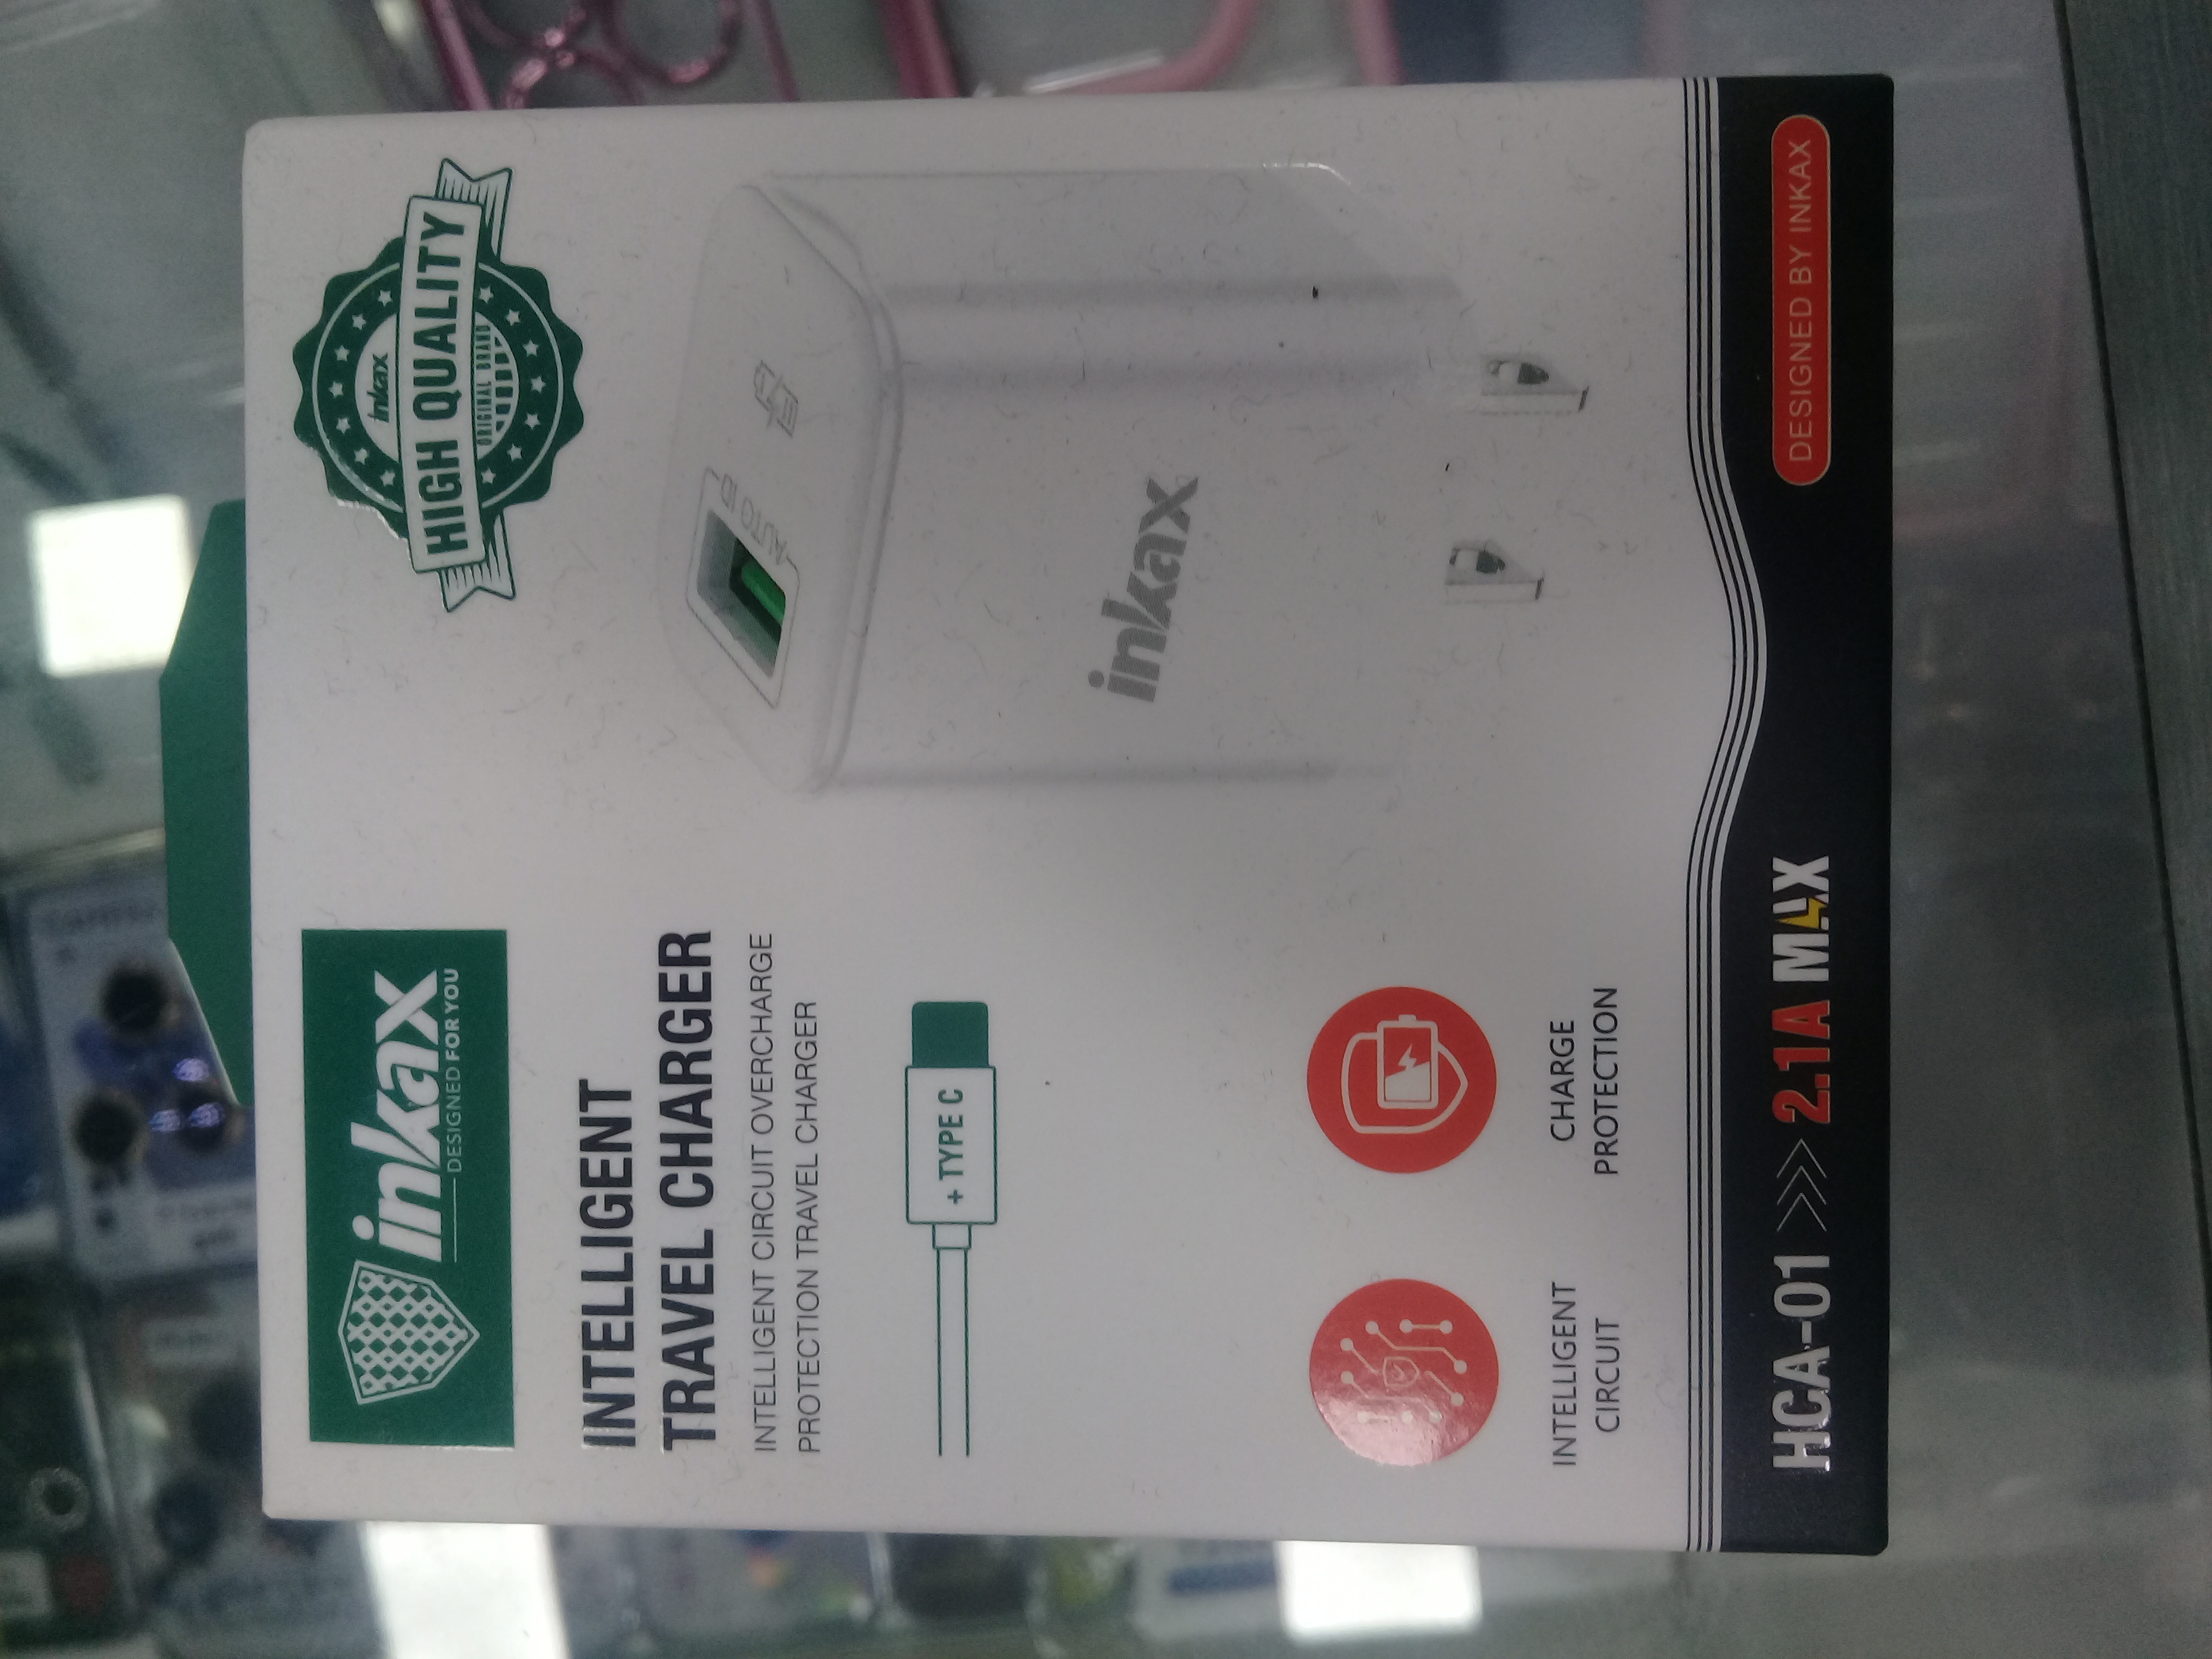 inkax
DESIGNED FOR YOU
inkax
HIGH QUALITY
ORIGINAL BRAND
INTELLIGENT
TRAVEL CHARGER
INTELLIGENT CIRCUIT OVERCHARGE
PROTECTION TRAVEL CHARGER
AUTO ID
+ TYPE C
inkax
INTELLIGENT
CIRCUIT
CHARGE
PROTECTION
HCA-01 >>> 2.1A MAX
DESIGNED BY INKAX